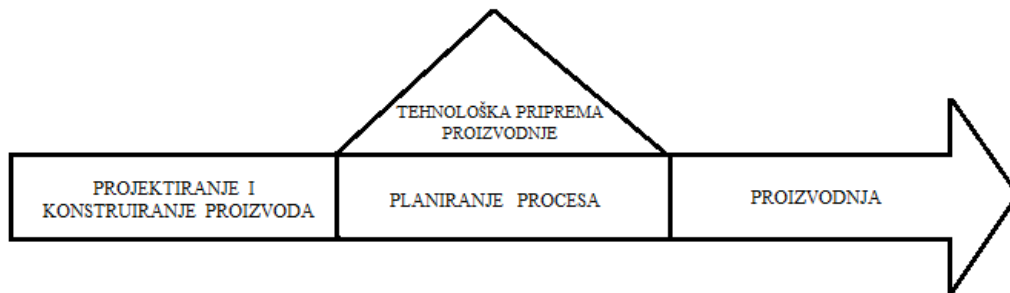 TEHNOLOŠKA PRIPREMA
PROIZVODNJE
PROJEKTIRANJE I
KONSTRUIRANJE PROIZVODA
PLANIRANJE PROCESA
PROIZVODNJA